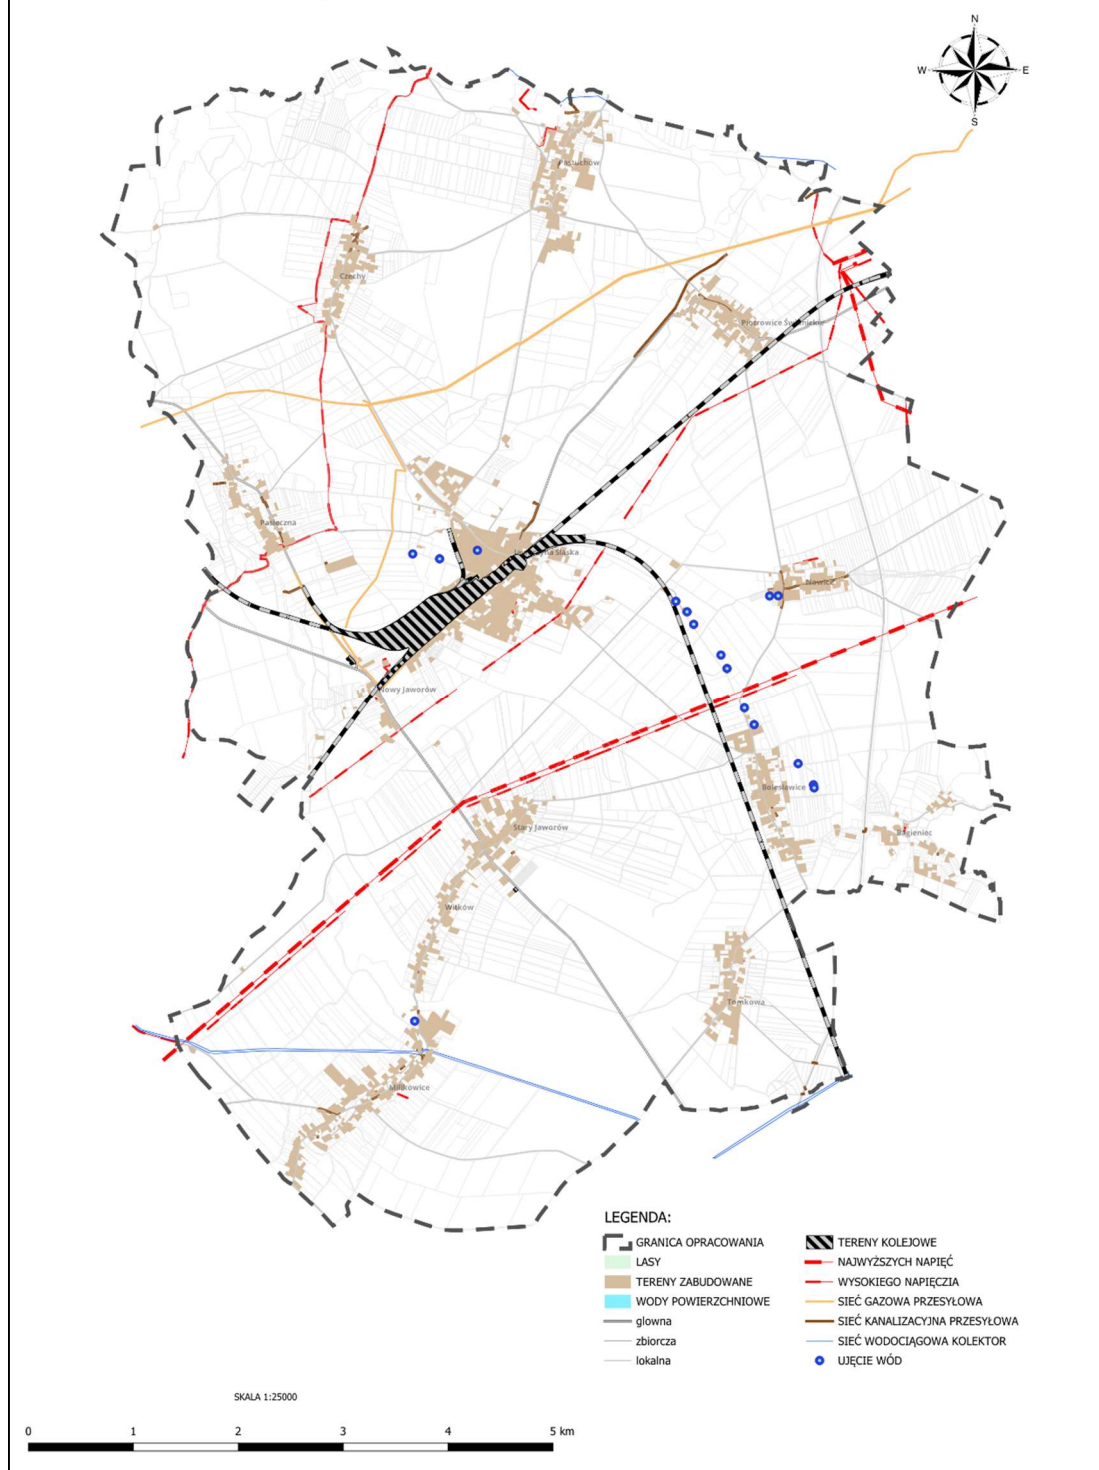 N
W
E
S
Pastuchów
Czechy
Piotrowice Świdnickie
Pasieczna
Śląska
Nowice
Nowy Jaworów
Bolesławice
Stary Jaworów
Bagieniec
Witków
Tomkowa
Milikowice
LEGENDA:
GRANICA OPRACOWANIA
LASY
TERENY ZABUDOWANE
WODY POWIERZCHNIOWE
glowna
zbiorcza
lokalna
TERENY KOLEJOWE
NAJWYŻSZYCH NAPIĘĆ
WYSOKIEGO NAPIĘCZIA
SIEĆ GAZOWA PRZESYŁOWA
SIEĆ KANALIZACYJNA PRZESYŁOWA
SIEĆ WODOCIĄGOWA KOLEKTOR
UJĘCIE WÓD
SKALA 1:25000
0 1 2 3 4 5 km